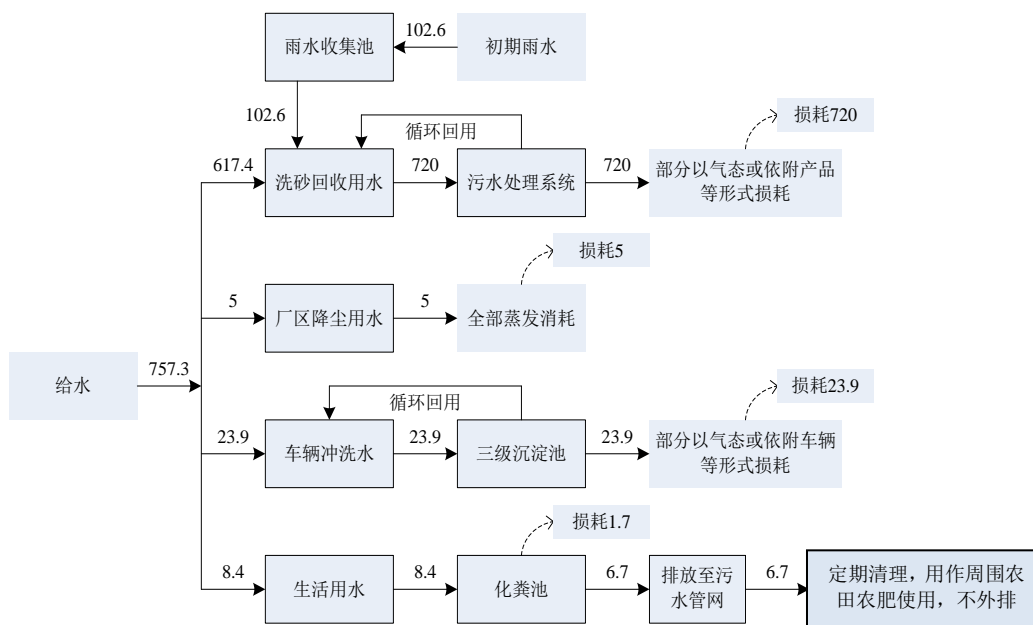 雨水收集池
102.6
初期雨水
102.6
循环回用
损耗720
617.4
洗砂回收用水
720
污水处理系统
720
部分以气态或依附产品
等形式损耗
损耗5
5
厂区降尘用水
5
全部蒸发消耗
给水
757.3
循环回用
损耗23.9
23.9
车辆冲洗水
23.9
三级沉淀池
23.9
部分以气态或依附车辆
等形式损耗
损耗1.7
8.4
生活用水
8.4
化粪池
6.7
排放至污
水管网
6.7
定期清理，用作周围农
田农肥使用，不外排